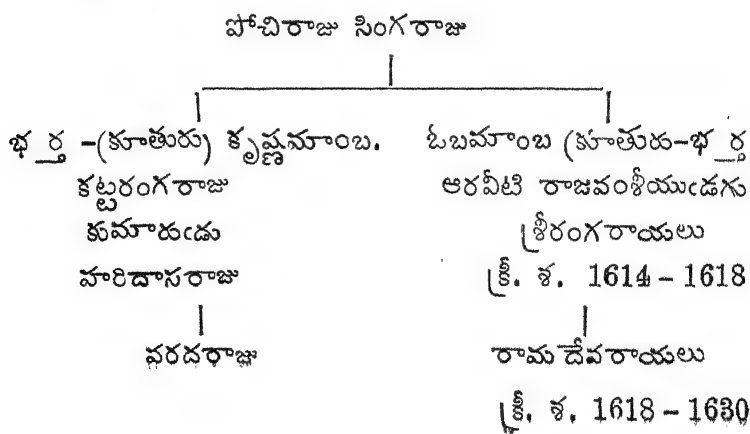 పోచిరాజు సింగరాజు
భర్త -(కూతురు) కృష్ణమాంబ. ఓబమాంబ (కూతురు-భర్త
కట్టరంగరాజు ఆరవీటి రాజవంశీయుఁడగు
కుమారుఁడు శ్రీరంగరాయలు
హరిదాసరాజు క్రీ. శ. 1614 - 1618
వరదరాజు రామదేవరాయలు
క్రీ. శ. 1618 - 1630